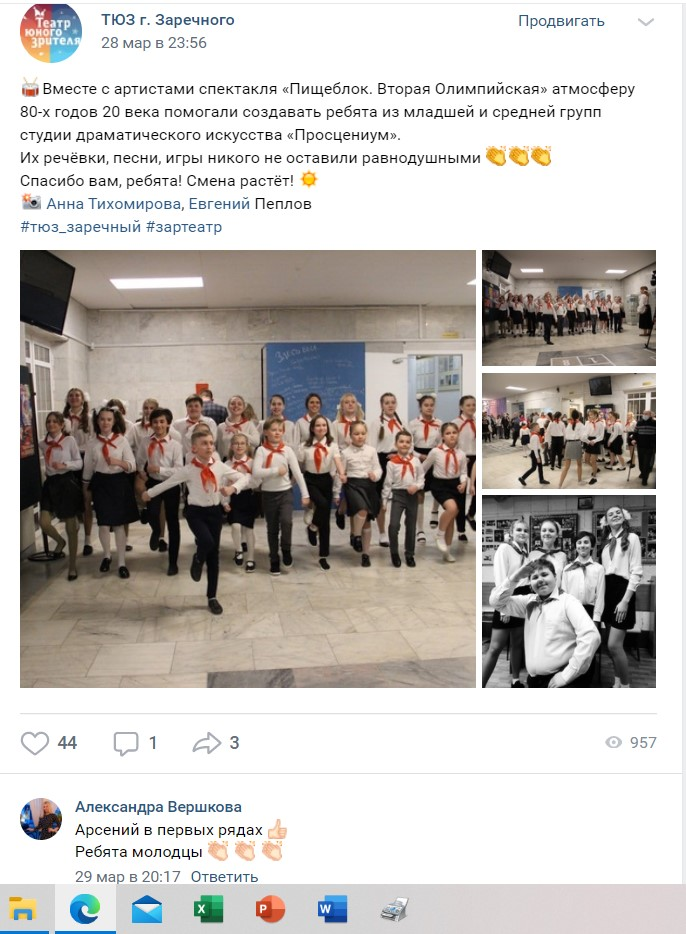 Театр
юного
зрителя
ТЮЗ г. Заречного
28 мар в 23:56
Продвигать
Вместе с артистами спектакля «Пищеблок. Вторая Олимпийская» атмосферу
80-х годов 20 века помогали создавать ребята из младшей и средней групп
студии драматического искусства «Просцениум».
Их речёвки, песни, игры никого не оставили равнодушными 👏👏👏
Спасибо вам, ребята! Смена растёт! ☀
Анна Тихомирова, Евгений Пеплов
#тюз_заречный #зартеатр
44
1
3
957
Александра Вершкова
Арсений в первых рядах 👍
Ребята молодцы 👏 👏 👏
29 мар в 20:17 Ответить